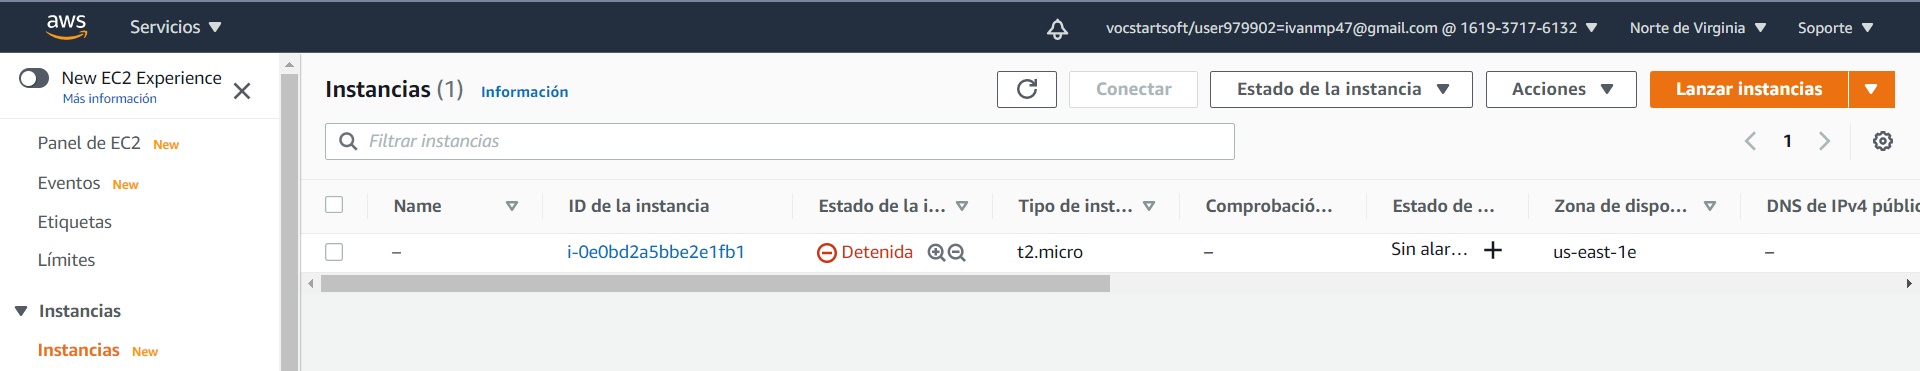 aws
Servicios
vocstartsoft/user979902=ivanmp47@gmail.com @ 1619-3717-6132
Norte de Virginia
Soporte
New EC2 Experience
Más información
Panel de EC2 New
Eventos New
Etiquetas
Límites
Instancias
Instancias New
Instancias (1) Información
Conectar
Estado de la instancia
Acciones
Lanzar instancias
Filtrar instancias
1
Name
ID de la instancia
Estado de la i...
Tipo de inst...
Comprobació...
Estado de ...
Zona de dispo...
DNS de IPv4 públic
–
i-0e0bd2a5bbe2e1fb1
Detenida
t2.micro
–
Sin alar... +
us-east-1e
–